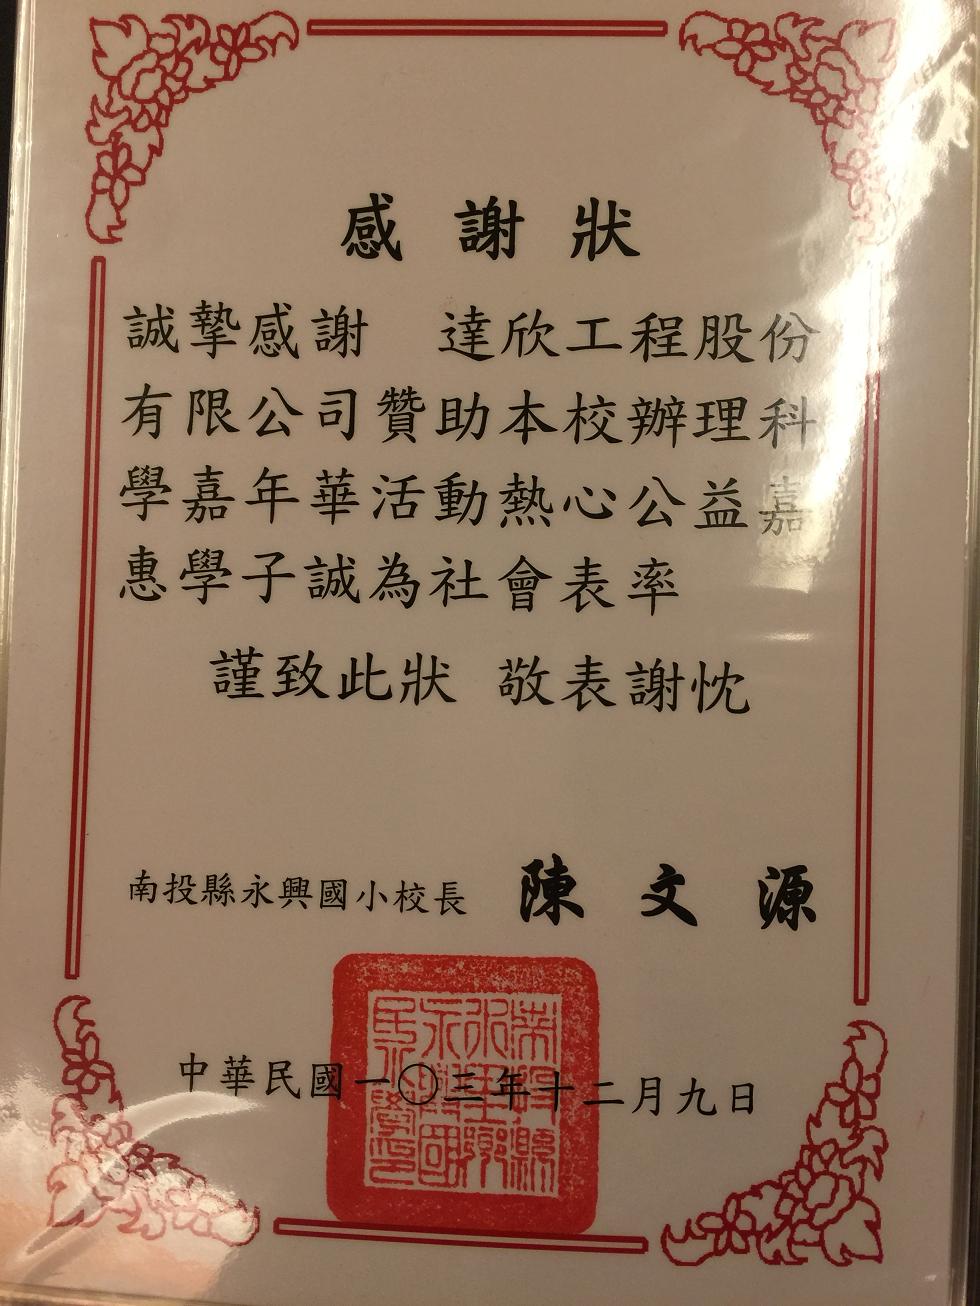 感謝狀
誠摯感謝　達欣工程股份
有限公司贊助本校辦理科
學嘉年華活動熱心公益嘉
惠學子誠為社會表率
謹致此狀 敬表謝忱
南投縣永興國小校長 陳文源
中華民國一〇三年十二月九日